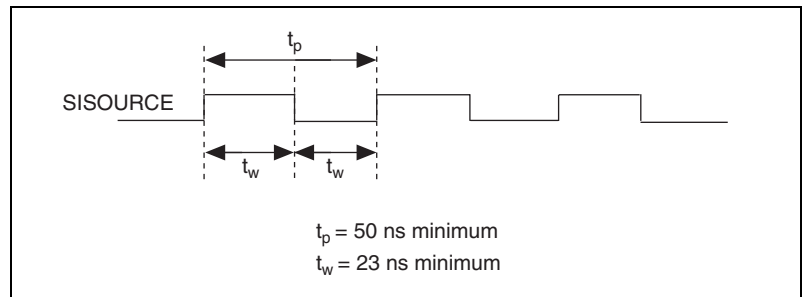 tp
SISOURCE
tw tw
tp = 50 ns minimum
tw = 23 ns minimum